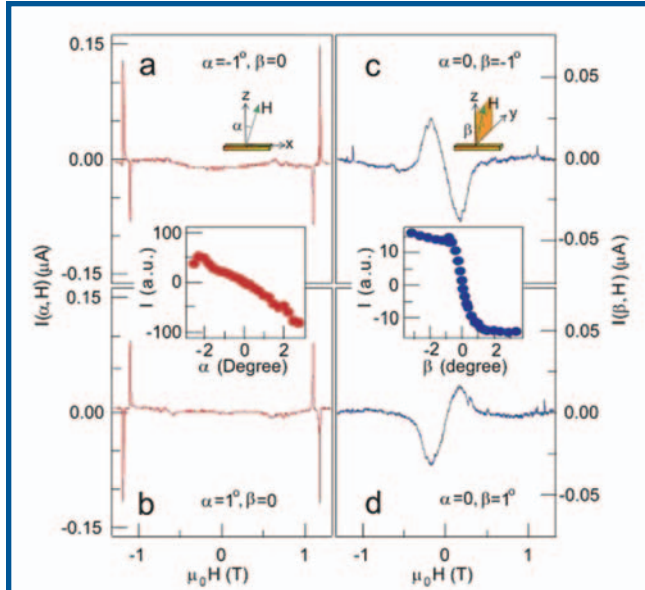 0.15
0.00
-0.15
I(α,H) (μA)
a
α=-1°, β=0
z
H
α
x
c
α=0, β=-1°
z
H
β
y
0.05
0.00
-0.05
I(β,H) (μA)
100
0
-100
I (a.u.)
-2 0 2
α (Degree)
10
0
-10
I (a.u.)
-2 0 2
β (degree)
0.00
-0.15
b
α=1°, β=0
d
α=0, β=1°
0.05
0.00
-0.05
-1 0 1
μ₀H (T)
-1 0 1
μ₀H (T)